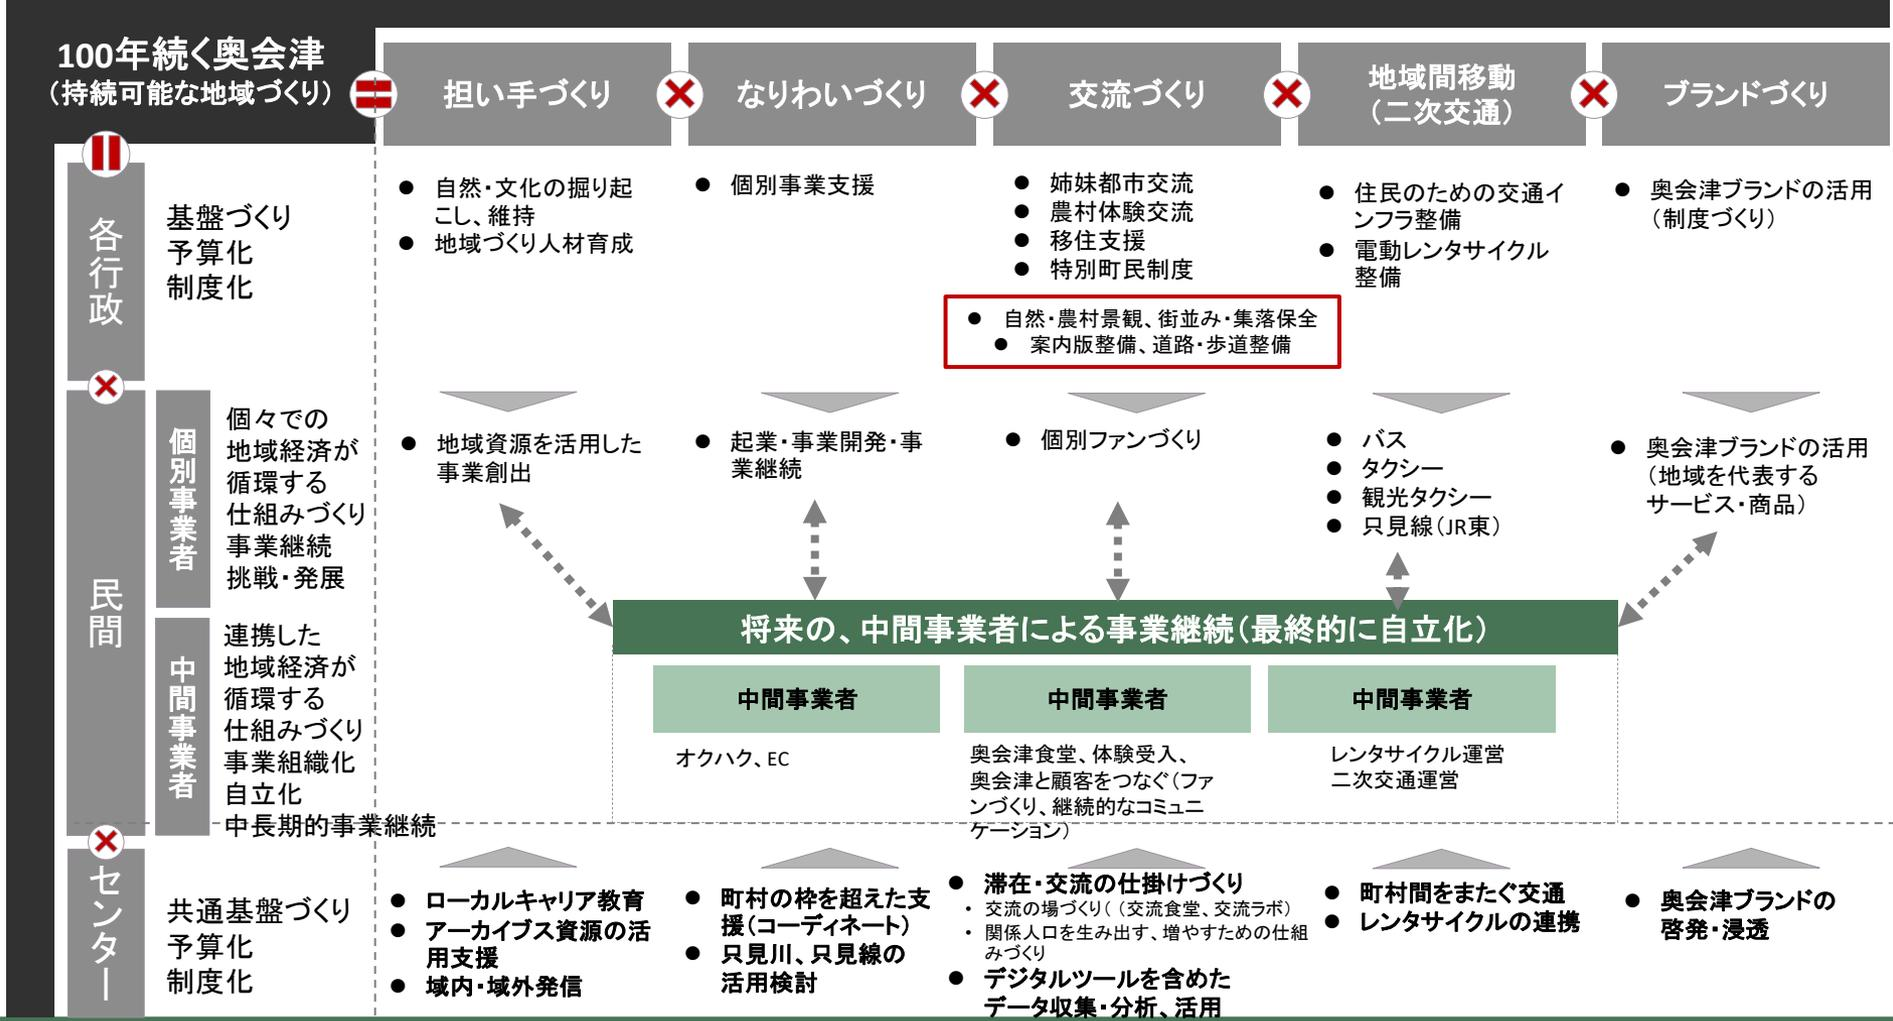 100年続く奥会津
（持続可能な地域づくり）
担い手づくり
なりわいづくり
交流づくり
地域間移動
（二次交通）
ブランドづくり
各行政
基盤づくり
予算化
制度化
● 自然・文化の掘り起
こし、維持
● 地域づくり人材育成
● 個別事業支援
● 姉妹都市交流
● 農村体験交流
● 移住支援
● 特別町民制度
● 自然・農村景観、街並み・集落保全
● 案内版整備、道路・歩道整備
● 住民のための交通イ
ンフラ整備
● 電動レンタサイクル
整備
● 奥会津ブランドの活用
（制度づくり）
民間
個別事業者
個々での
地域経済が
循環する
仕組みづくり
事業継続
挑戦・発展
● 地域資源を活用した
事業創出
● 起業・事業開発・事
業継続
● 個別ファンづくり
● バス
● タクシー
● 観光タクシー
● 只見線（JR東）
● 奥会津ブランドの活用
（地域を代表する
サービス・商品）
中間事業者
連携した
地域経済が
循環する
仕組みづくり
事業組織化
自立化
中長期的事業継続
将来の、中間事業者による事業継続（最終的に自立化）
中間事業者
オクハク、EC
中間事業者
奥会津食堂、体験受入、
奥会津と顧客をつなぐ（ファ
ンづくり、継続的なコミュニ
ケーション）
中間事業者
レンタサイクル運営
二次交通運営
センター
共通基盤づくり
予算化
制度化
● ローカルキャリア教育
● アーカイブス資源の活
用支援
● 域内・域外発信
● 町村の枠を超えた支
援（コーディネート）
● 只見川、只見線の
活用検討
● 滞在・交流の仕掛けづくり
・ 交流の場づくり（（交流食堂、交流ラボ）
・ 関係人口を生み出す、増やすための仕組
みづくり
● デジタルツールを含めた
データ収集・分析、活用
● 町村間をまたぐ交通
● レンタサイクルの連携
● 奥会津ブランドの
啓発・浸透